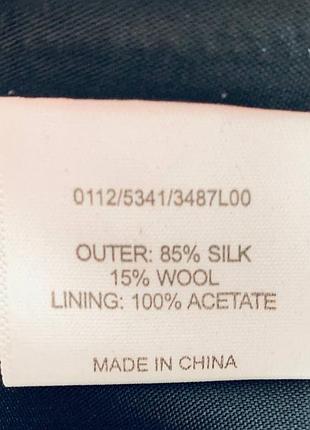 0112/5341/3487L00
OUTER: 85% SILK
15% WOOL
LINING: 100% ACETATE
MADE IN CHINA